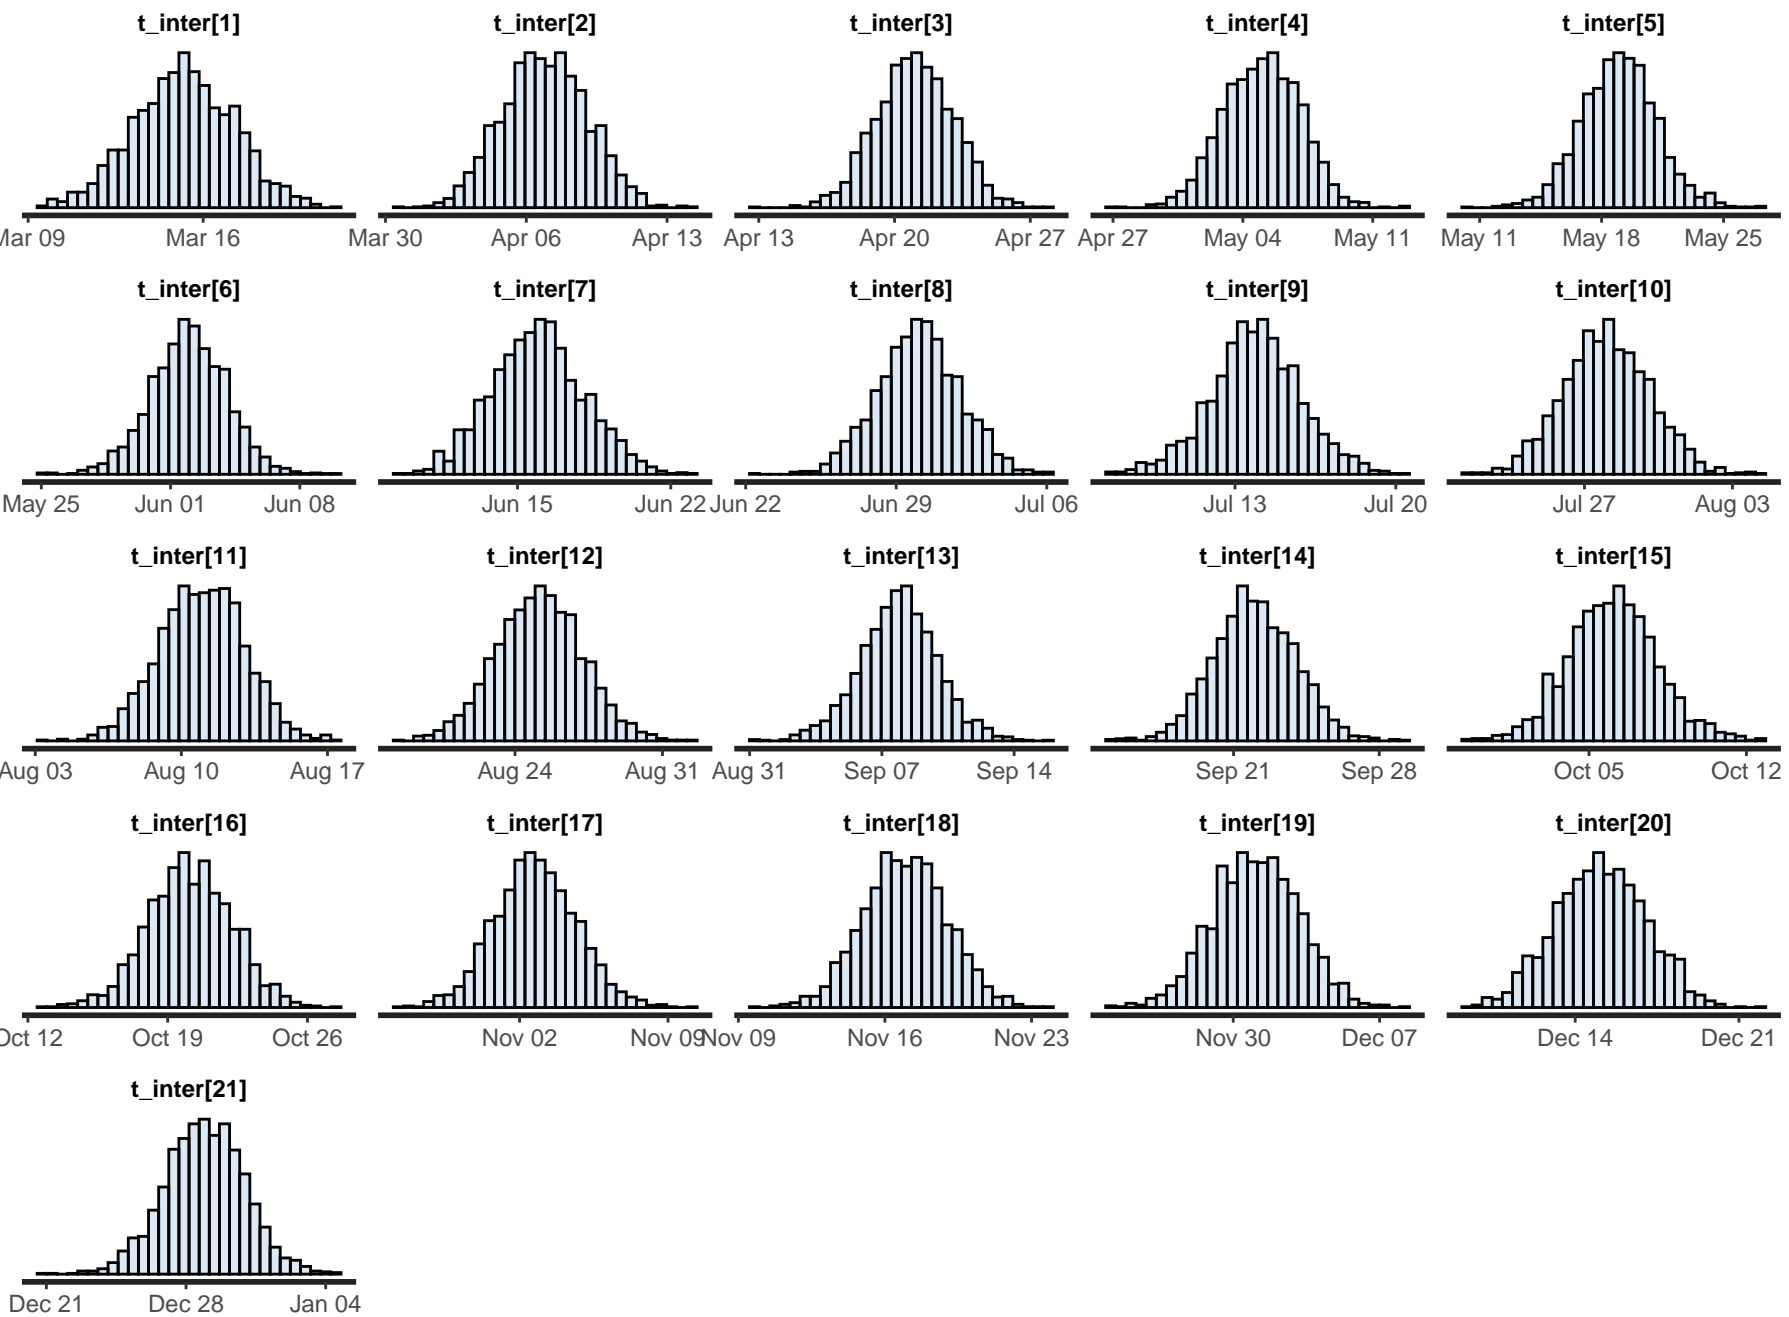 t_inter[1] t_inter[2] t_inter[3] t_inter[4] t_inter[5]
Mar 09 Mar 16 Mar 30 Apr 06 Apr 13 Apr 13 Apr 20 Apr 27 Apr 27 May 04 May 11 May 11 May 18 May 25
t_inter[6] t_inter[7] t_inter[8] t_inter[9] t_inter[10]
May 25 Jun 01 Jun 08 Jun 15 Jun 22 Jun 22 Jun 29 Jul 06 Jul 13 Jul 20 Jul 27 Aug 03
t_inter[11] t_inter[12] t_inter[13] t_inter[14] t_inter[15]
Aug 03 Aug 10 Aug 17 Aug 24 Aug 31 Aug 31 Sep 07 Sep 14 Sep 21 Sep 28 Oct 05 Oct 12
t_inter[16] t_inter[17] t_inter[18] t_inter[19] t_inter[20]
Oct 12 Oct 19 Oct 26 Nov 02 Nov 09 Nov 09 Nov 16 Nov 23 Nov 30 Dec 07 Dec 14 Dec 21
t_inter[21]
Dec 21 Dec 28 Jan 04